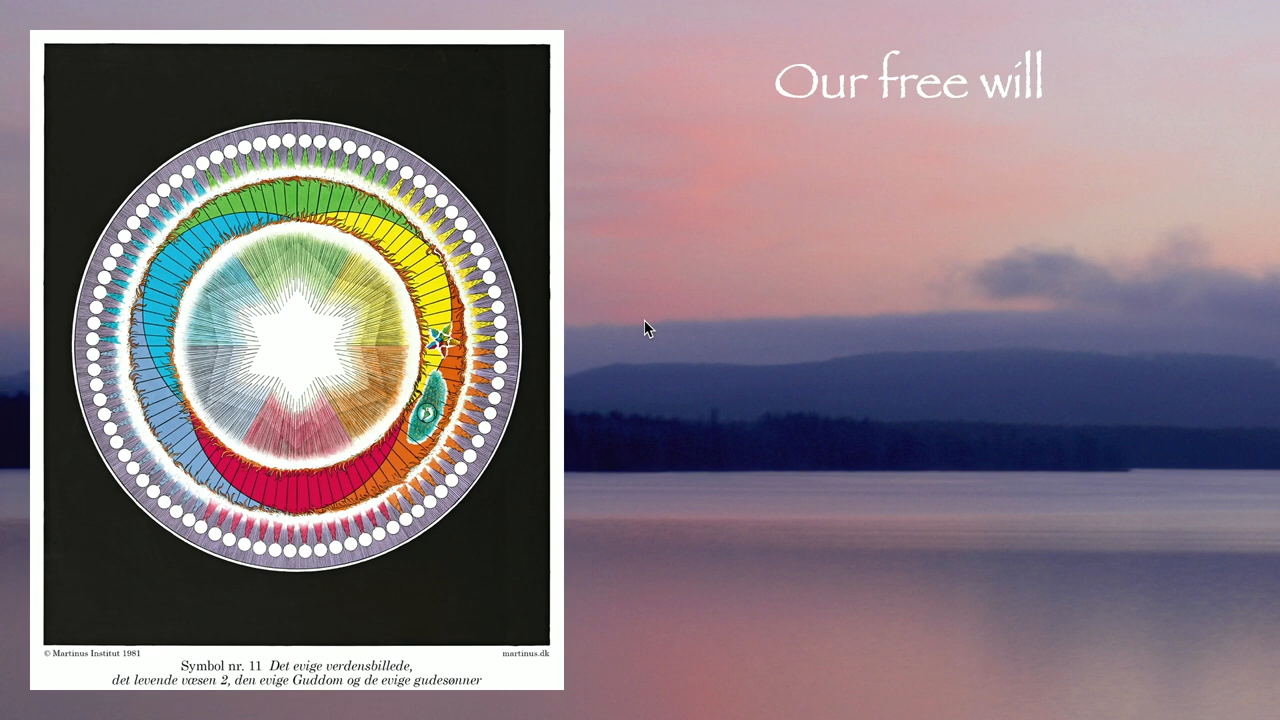 Our free will
© Martinus Institut 1981
martinus.dk
Symbol nr. 11 Det evige verdensbillede,
det levende væsen 2, den evige Guddom og de evige gudesønner